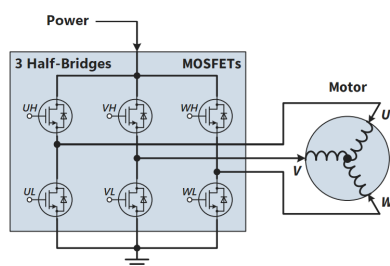 Power
3 Half-Bridges MOSFETs
Motor
UH VH WH
U
V
UL VL WL
W